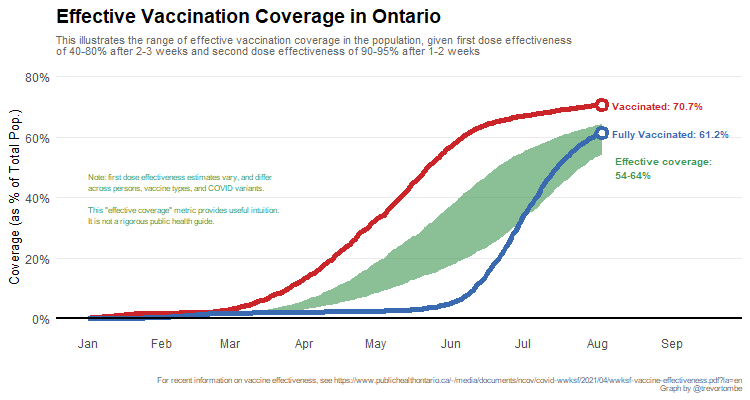 Effective Vaccination Coverage in Ontario
This illustrates the range of effective vaccination coverage in the population, given first dose effectiveness
of 40-80% after 2-3 weeks and second dose effectiveness of 90-95% after 1-2 weeks
Coverage (as % of Total Pop.)
80%
60%
40%
20%
0%
Vaccinated: 70.7%
Fully Vaccinated: 61.2%
Effective coverage:
54-64%
Note: first dose effectiveness estimates vary, and differ
across persons, vaccine types, and COVID variants.
This "effective coverage" metric provides useful intuition.
It is not a rigorous public health guide.
Jan Feb Mar Apr May Jun Jul Aug Sep
For recent information on vaccine effectiveness, see https://www.publichealthontario.ca/-/media/documents/ncov/covid-wwksf/2021/04/wwksf-vaccine-effectiveness.pdf?la=en
Graph by @trevortombe